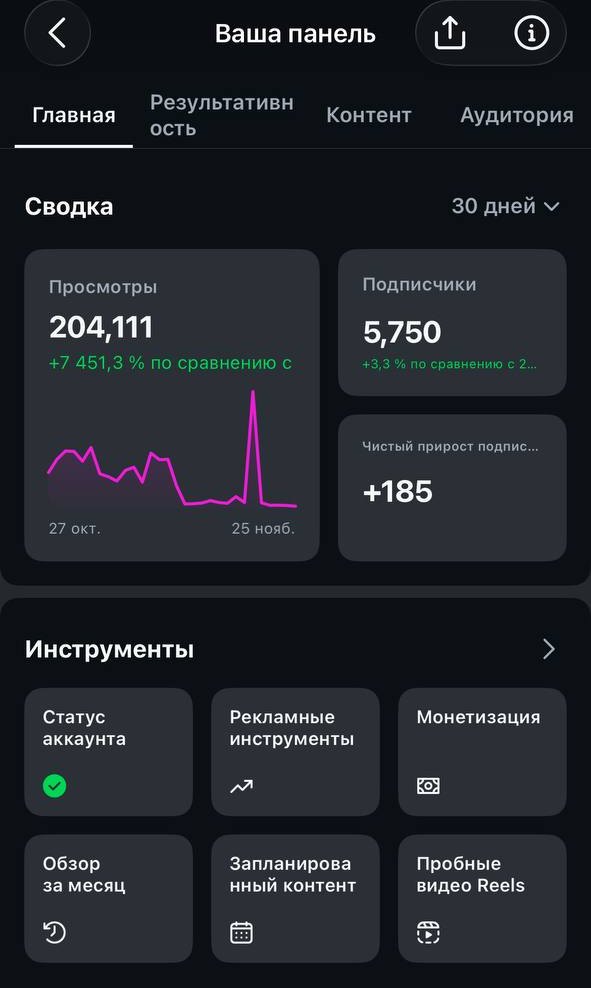 Ваша панель
Главная
Результативн
ость
Контент
Аудитория
Сводка
30 дней
Просмотры
204,111
+7 451,3 % по сравнению с
27 окт.
25 нояб.
Подписчики
5,750
+3,3 % по сравнению с 2...
Чистый прирост подпис...
+185
Инструменты
Статус
аккаунта
Рекламные
инструменты
Монетизация
Обзор
за месяц
Запланирова
нный контент
Пробные
видео Reels